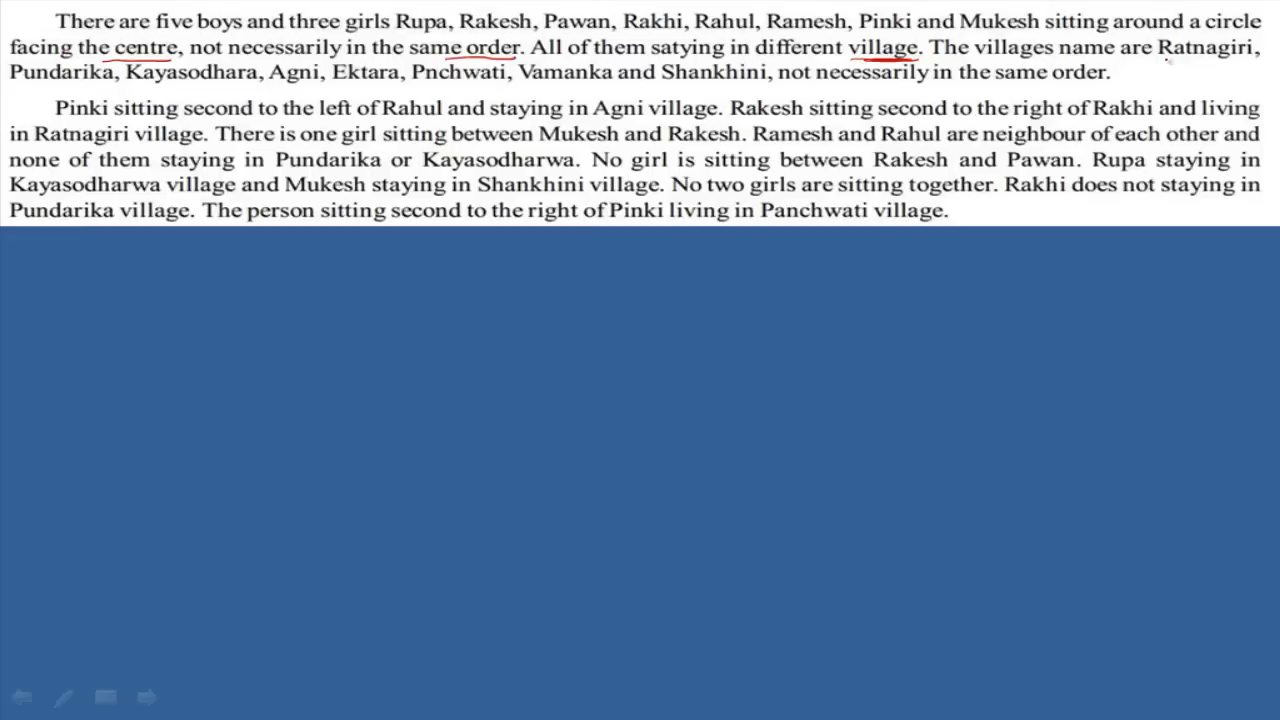 There are five boys and three girls Rupa, Rakesh, Pawan, Rakhi, Rahul, Ramesh, Pinki and Mukesh sitting around a circle
facing the centre, not necessarily in the same order. All of them satying in different village. The villages name are Ratnagiri,
Pundarika, Kayasodhara, Agni, Ektara, Pnchwati, Vamanka and Shankhini, not necessarily in the same order.
Pinki sitting second to the left of Rahul and staying in Agni village. Rakesh sitting second to the right of Rakhi and living
in Ratnagiri village. There is one girl sitting between Mukesh and Rakesh. Ramesh and Rahul are neighbour of each other and
none of them staying in Pundarika or Kayasodharwa. No girl is sitting between Rakesh and Pawan. Rupa staying in
Kayasodharwa village and Mukesh staying in Shankhini village. No two girls are sitting together. Rakhi does not staying in
Pundarika village. The person sitting second to the right of Pinki living in Panchwati village.